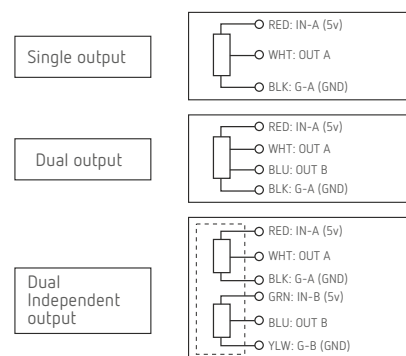 Single output
RED: IN-A (5v)
WHT: OUT A
BLK: G-A (GND)
Dual output
RED: IN-A (5v)
WHT: OUT A
BLU: OUT B
BLK: G-A (GND)
Dual
Independent
output
RED: IN-A (5v)
WHT: OUT A
BLK: G-A (GND)
GRN: IN-B (5v)
BLU: OUT B
YLW: G-B (GND)